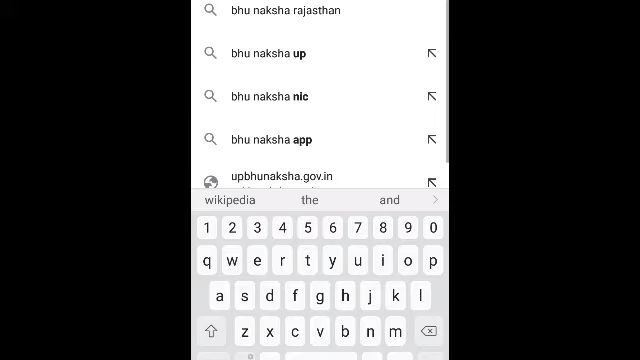 bhu naksha rajasthan
bhu naksha up
bhu naksha nic
bhu naksha app
upbhunaksha.gov.in
wikipedia the and
1 2 3 4 5 6 7 8 9 0
q w e r t y u i o p
a s d f g h j k l
z x c v b n m